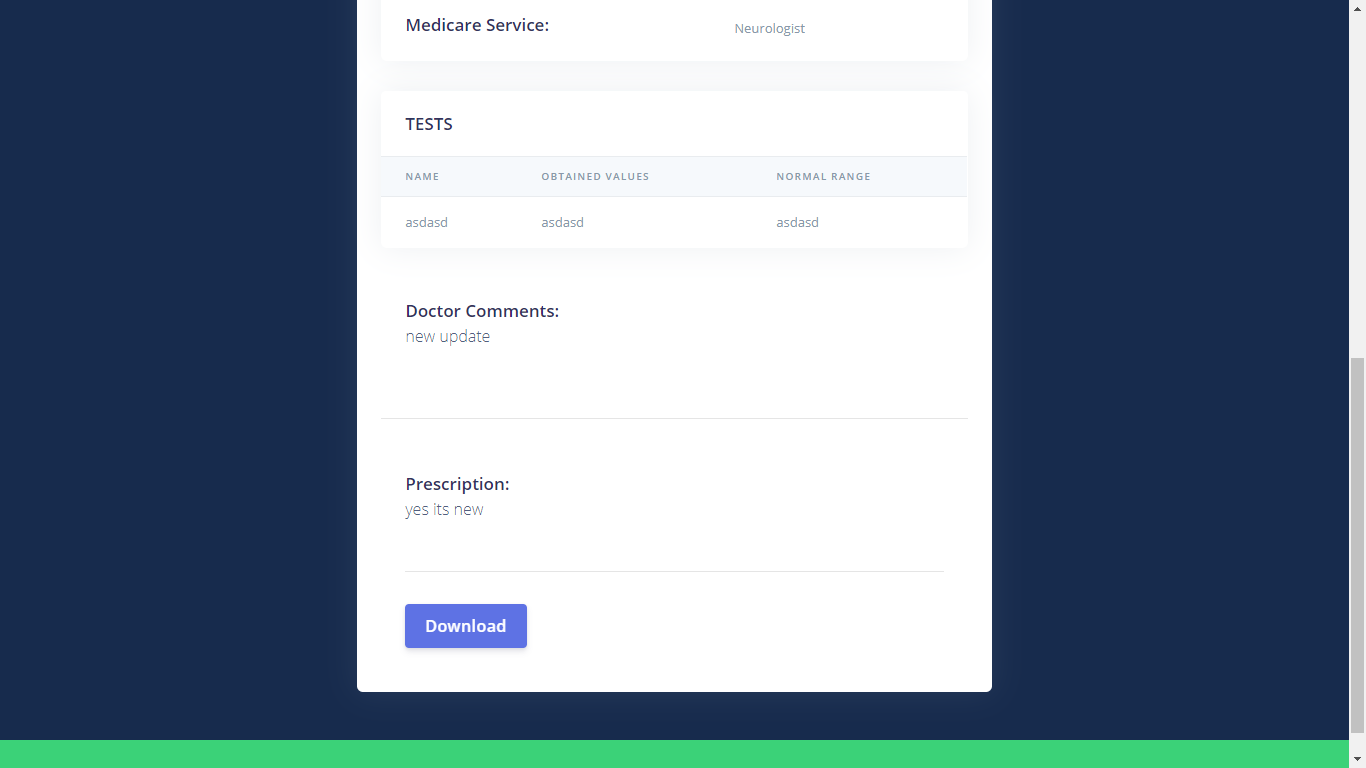 Medicare Service: Neurologist
TESTS
NAME OBTAINED VALUES NORMAL RANGE
asdasd asdasd asdasd
Doctor Comments:
new update
Prescription:
yes its new
Download